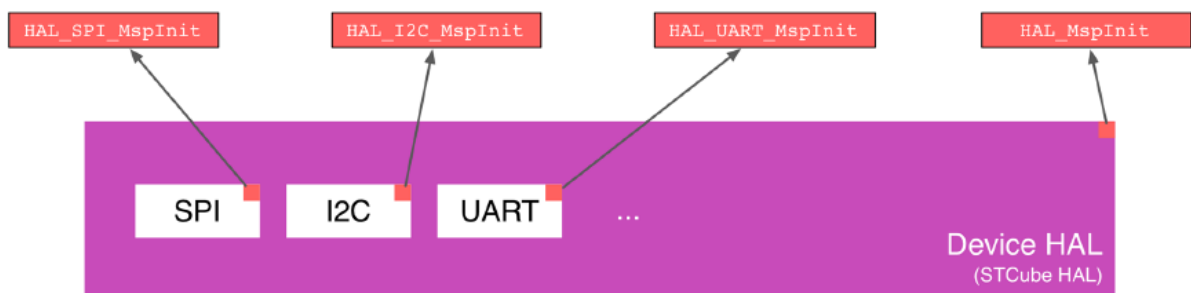 HAL_SPI_MspInit
HAL_I2C_MspInit
HAL_UART_MspInit
HAL_MspInit
SPI
I2C
UART
...
Device HAL
(STCube HAL)